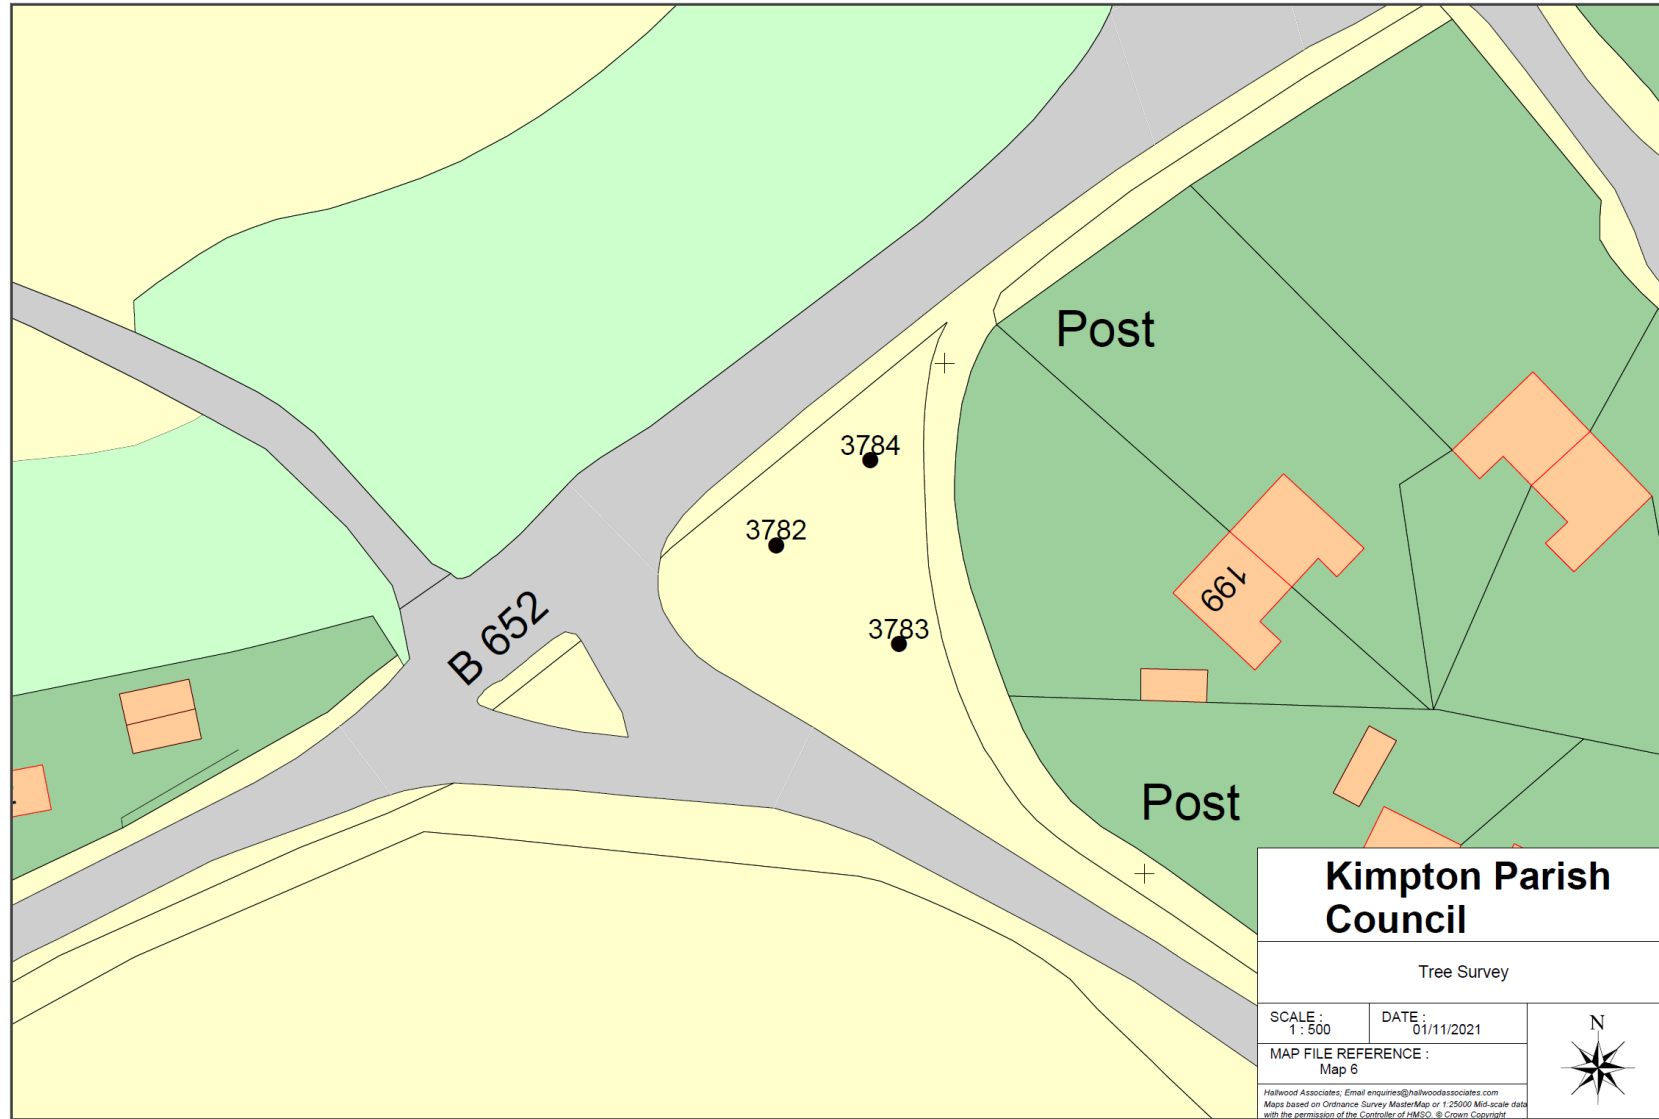 Post
3784
3782
199
3783
B 652
Post
Kimpton Parish
Council
Tree Survey
SCALE :
1 : 500
DATE :
01/11/2021
N
MAP FILE REFERENCE :
Map 6
Hallwood Associates; Email enquiries@hallwoodassociates.com
Maps based on Ordnance Survey MasterMap or 1:25000 Mid-scale data
with the permission of the Controller of HMSO. © Crown Copyright